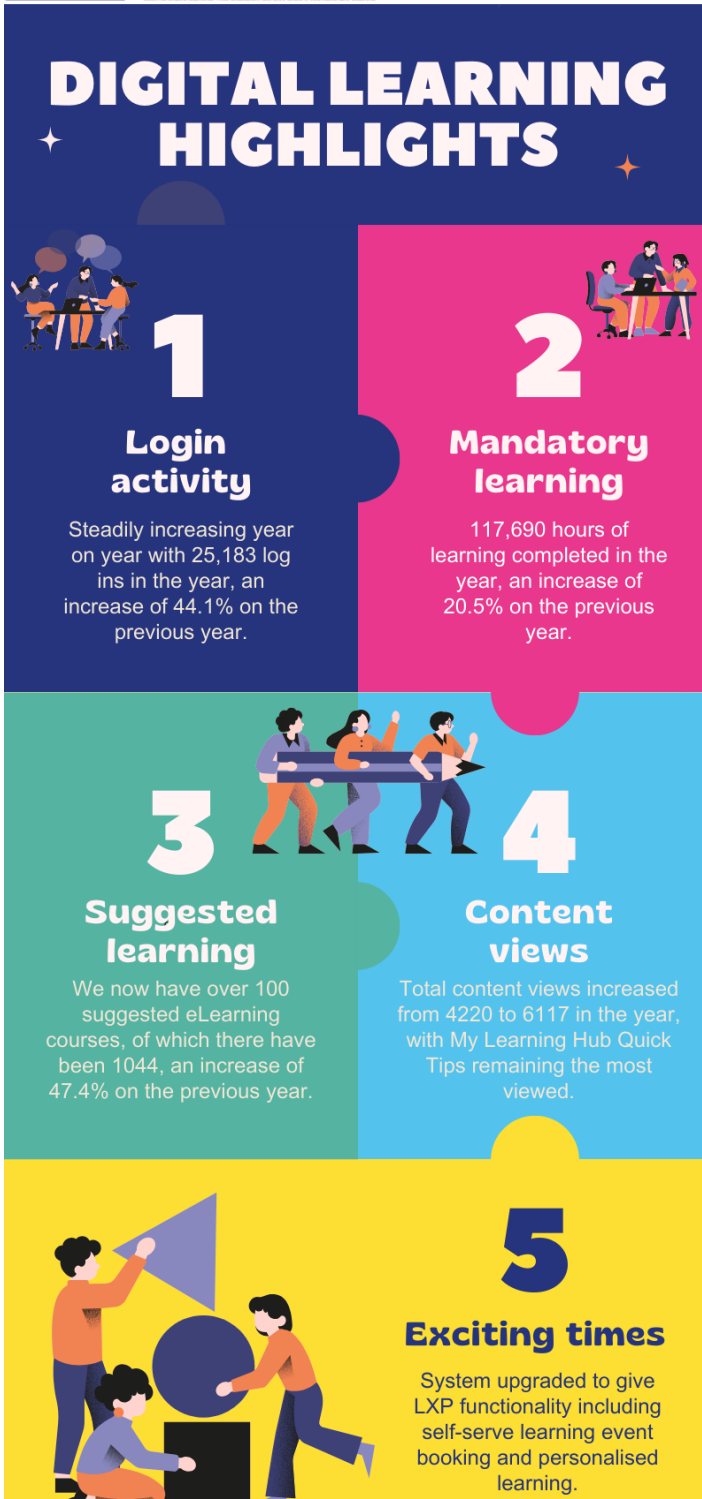 DIGITAL LEARNING
HIGHLIGHTS
1
Login
activity
Steadily increasing year
on year with 25,183 log
ins in the year, an
increase of 44.1% on the
previous year.
2
Mandatory
learning
117,690 hours of
learning completed in the
year, an increase of
20.5% on the previous
year.
3
Suggested
learning
We now have over 100
suggested eLearning
courses, of which there have
been 1044, an increase of
47.4% on the previous year.
4
Content
views
Total content views increased
from 4220 to 6117 in the year,
with My Learning Hub Quick
Tips remaining the most
viewed.
5
Exciting times
System upgraded to give
LXP functionality including
self-serve learning event
booking and personalised
learning.